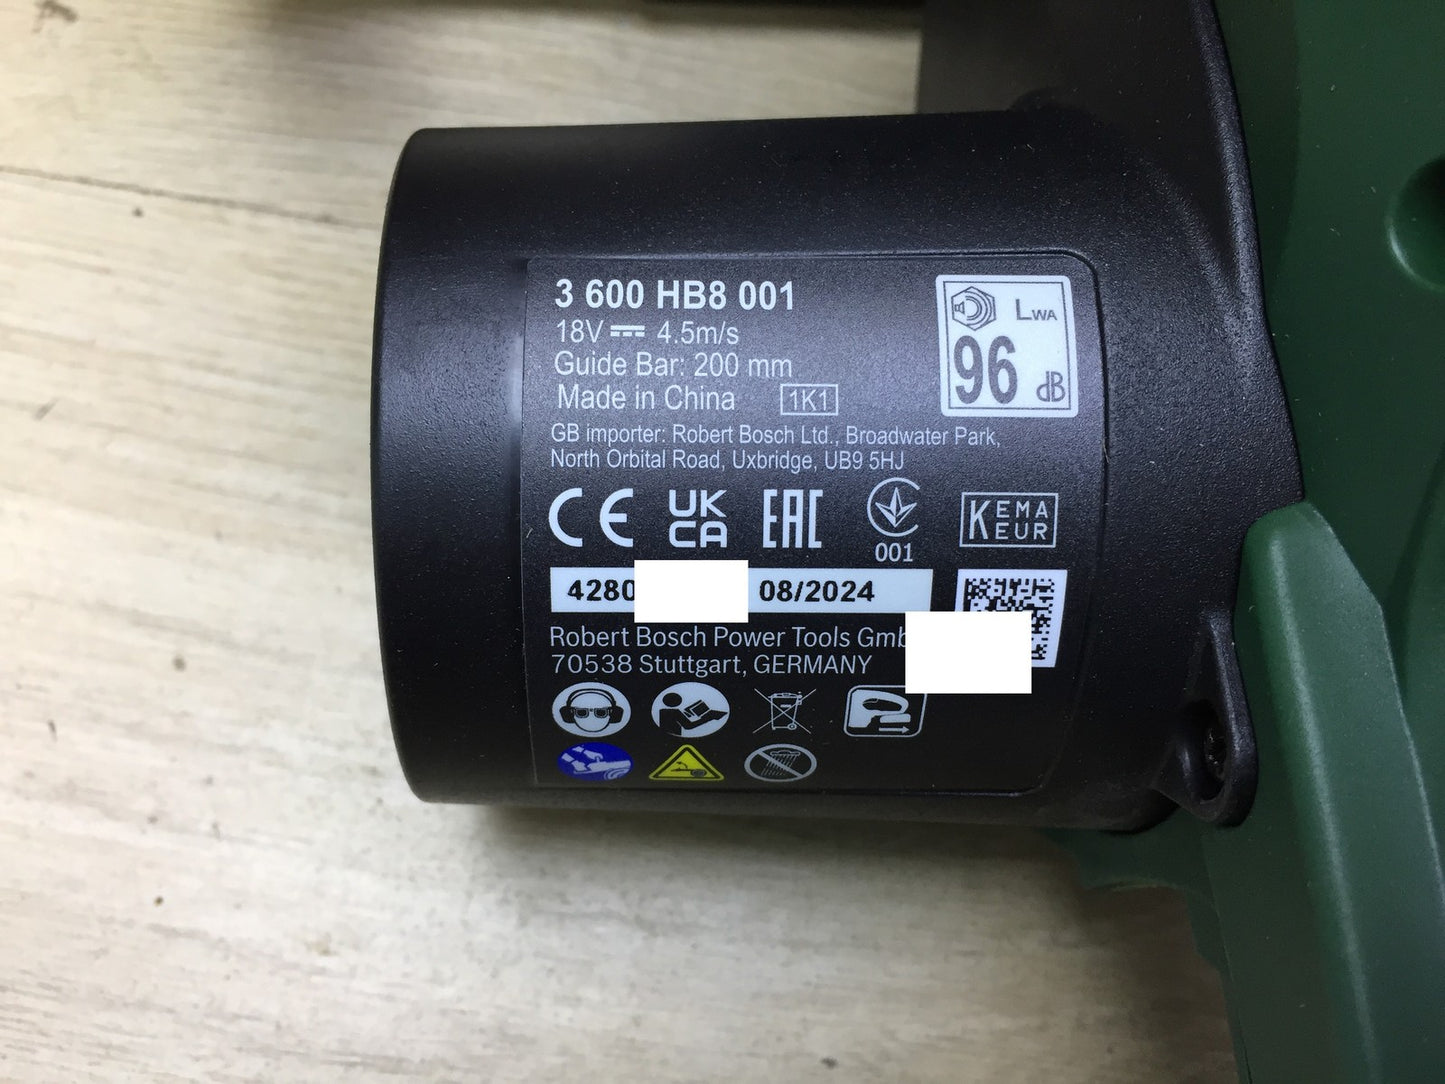 3 600 HB8 001
18V ⎓ 4.5m/s
Guide Bar: 200 mm
Made in China 1K1
LWA
96 dB
GB importer: Robert Bosch Ltd., Broadwater Park,
North Orbital Road, Uxbridge, UB9 5HJ
CE UK CA EAC 001 KEMA KEUR
4280 08/2024
Robert Bosch Power Tools Gmb
70538 Stuttgart, GERMANY